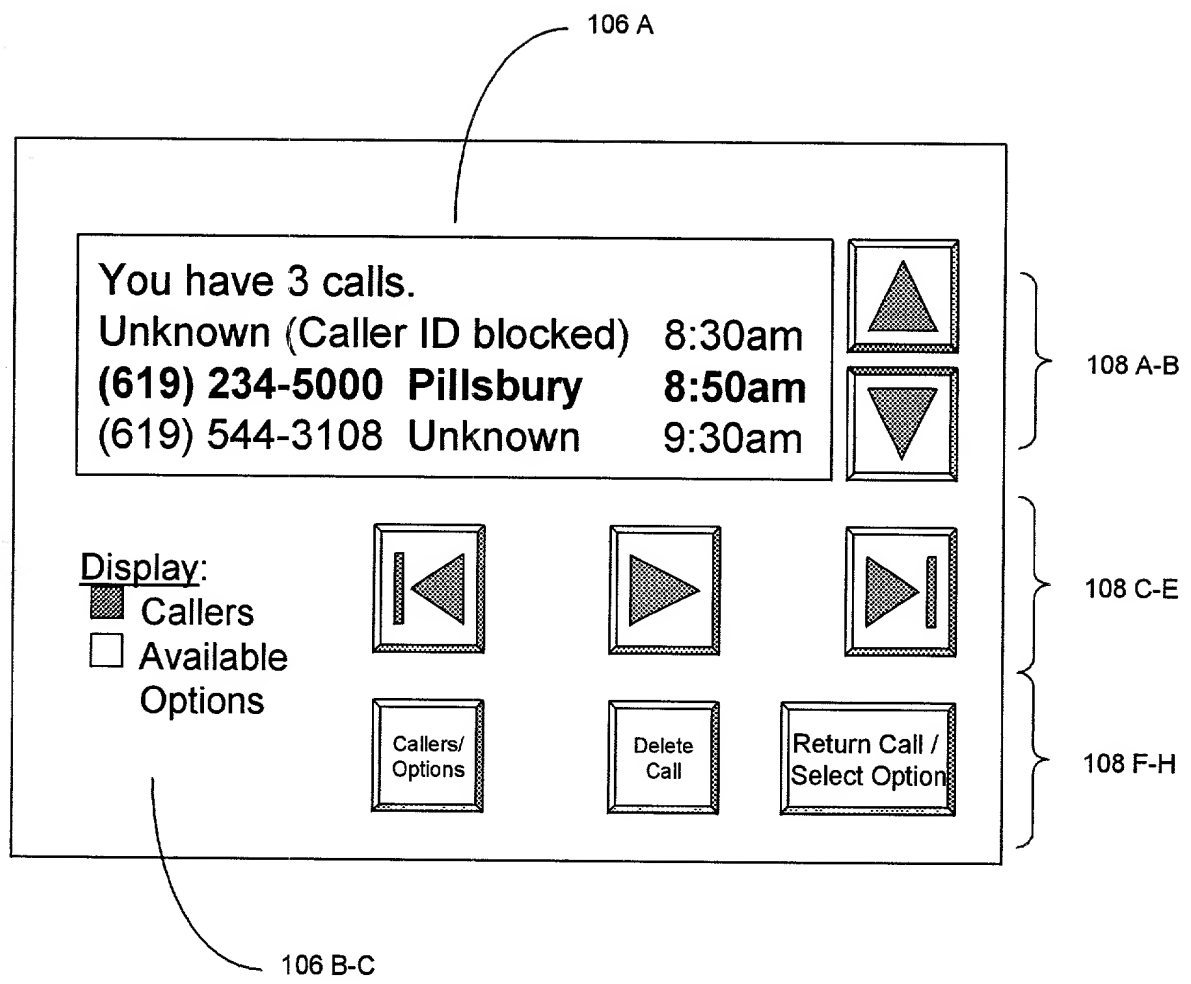 106 A
You have 3 calls.
Unknown (Caller ID blocked) 8:30am
(619) 234-5000 Pillsbury 8:50am
(619) 544-3108 Unknown 9:30am
108 A-B
Display:
Callers
Available
Options
108 C-E
Callers/
Options
Delete
Call
Return Call /
Select Option
108 F-H
106 B-C